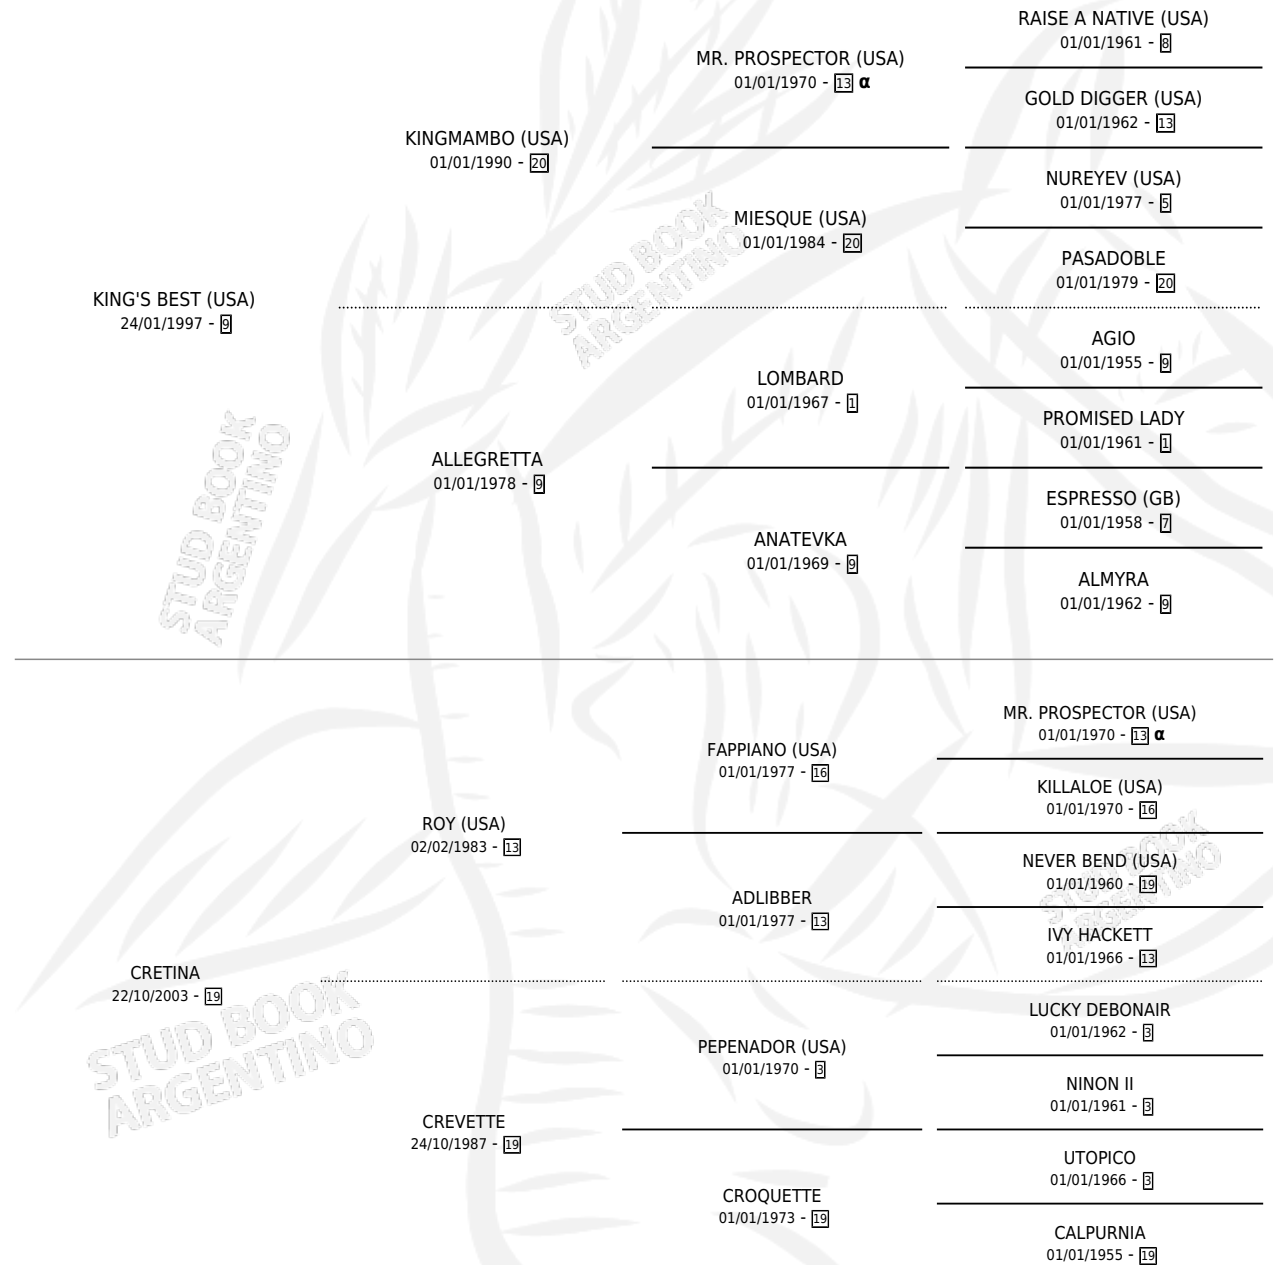 RAISE A NATIVE (USA)
01/01/1961 - 8
MR. PROSPECTOR (USA)
01/01/1970 - 13 α
GOLD DIGGER (USA)
01/01/1962 - 13
KINGMAMBO (USA)
01/01/1990 - 20
NUREYEV (USA)
01/01/1977 - 5
MIESQUE (USA)
01/01/1984 - 20
PASADOBLE
01/01/1979 - 20
KING'S BEST (USA)
24/01/1997 - 9
AGIO
01/01/1955 - 9
LOMBARD
01/01/1967 - 1
PROMISED LADY
01/01/1961 - 1
ALLEGRETTA
01/01/1978 - 9
ESPRESSO (GB)
01/01/1958 - 7
ANATEVKA
01/01/1969 - 9
ALMYRA
01/01/1962 - 9
STUD BOOK
ARGENTINO
STUD BOOK
ARGENTINO
MR. PROSPECTOR (USA)
01/01/1970 - 13 α
FAPPIANO (USA)
01/01/1977 - 16
KILLALOE (USA)
01/01/1970 - 16
ROY (USA)
02/02/1983 - 13
NEVER BEND (USA)
01/01/1960 - 19
ADLIBBER
01/01/1977 - 13
IVY HACKETT
01/01/1966 - 13
CRETINA
22/10/2003 - 19
LUCKY DEBONAIR
01/01/1962 - 3
PEPENADOR (USA)
01/01/1970 - 3
NINON II
01/01/1961 - 3
CREVETTE
24/10/1987 - 19
UTOPICO
01/01/1966 - 3
CROQUETTE
01/01/1973 - 19
CALPURNIA
01/01/1955 - 19
STUD BOOK
ARGENTINO
STUD BOOK
ARGENTINO